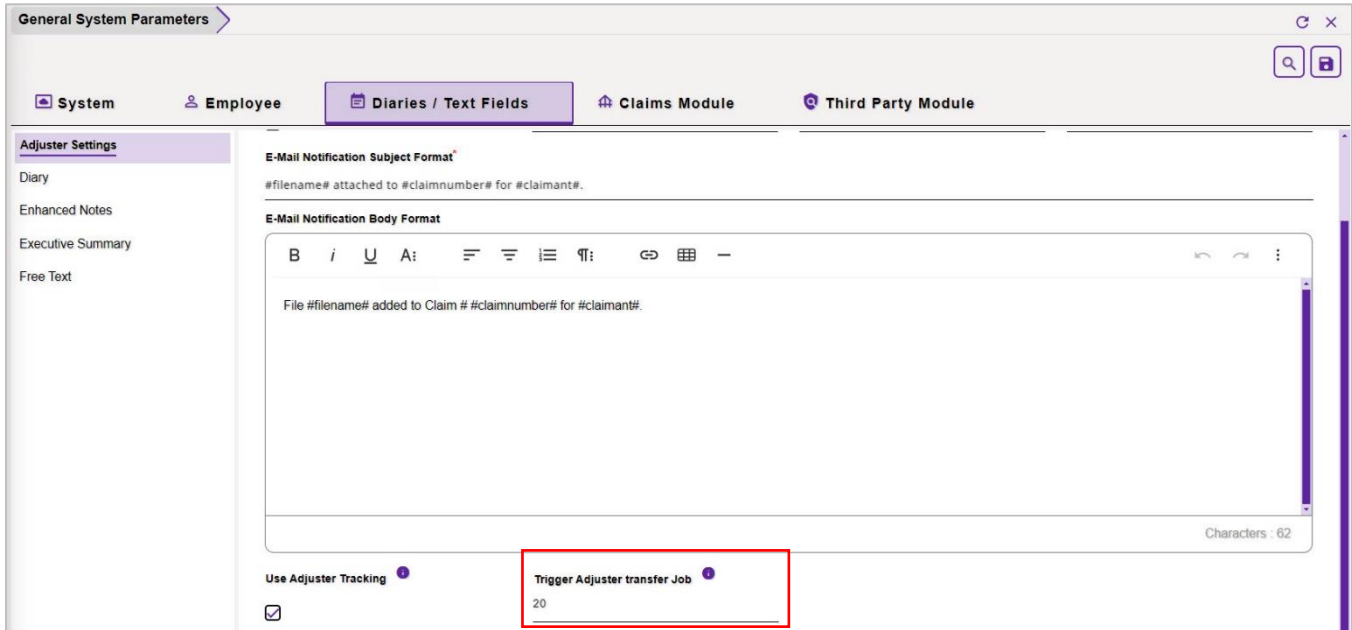 General System Parameters
System
Employee
Diaries / Text Fields
Claims Module
Third Party Module
Adjuster Settings
Diary
Enhanced Notes
Executive Summary
Free Text
E-Mail Notification Subject Format*
#filename# attached to #claimnumber# for #claimant#.
E-Mail Notification Body Format
B i U A
File #filename# added to Claim # #claimnumber# for #claimant#.
Characters : 62
Use Adjuster Tracking
Trigger Adjuster transfer Job
20